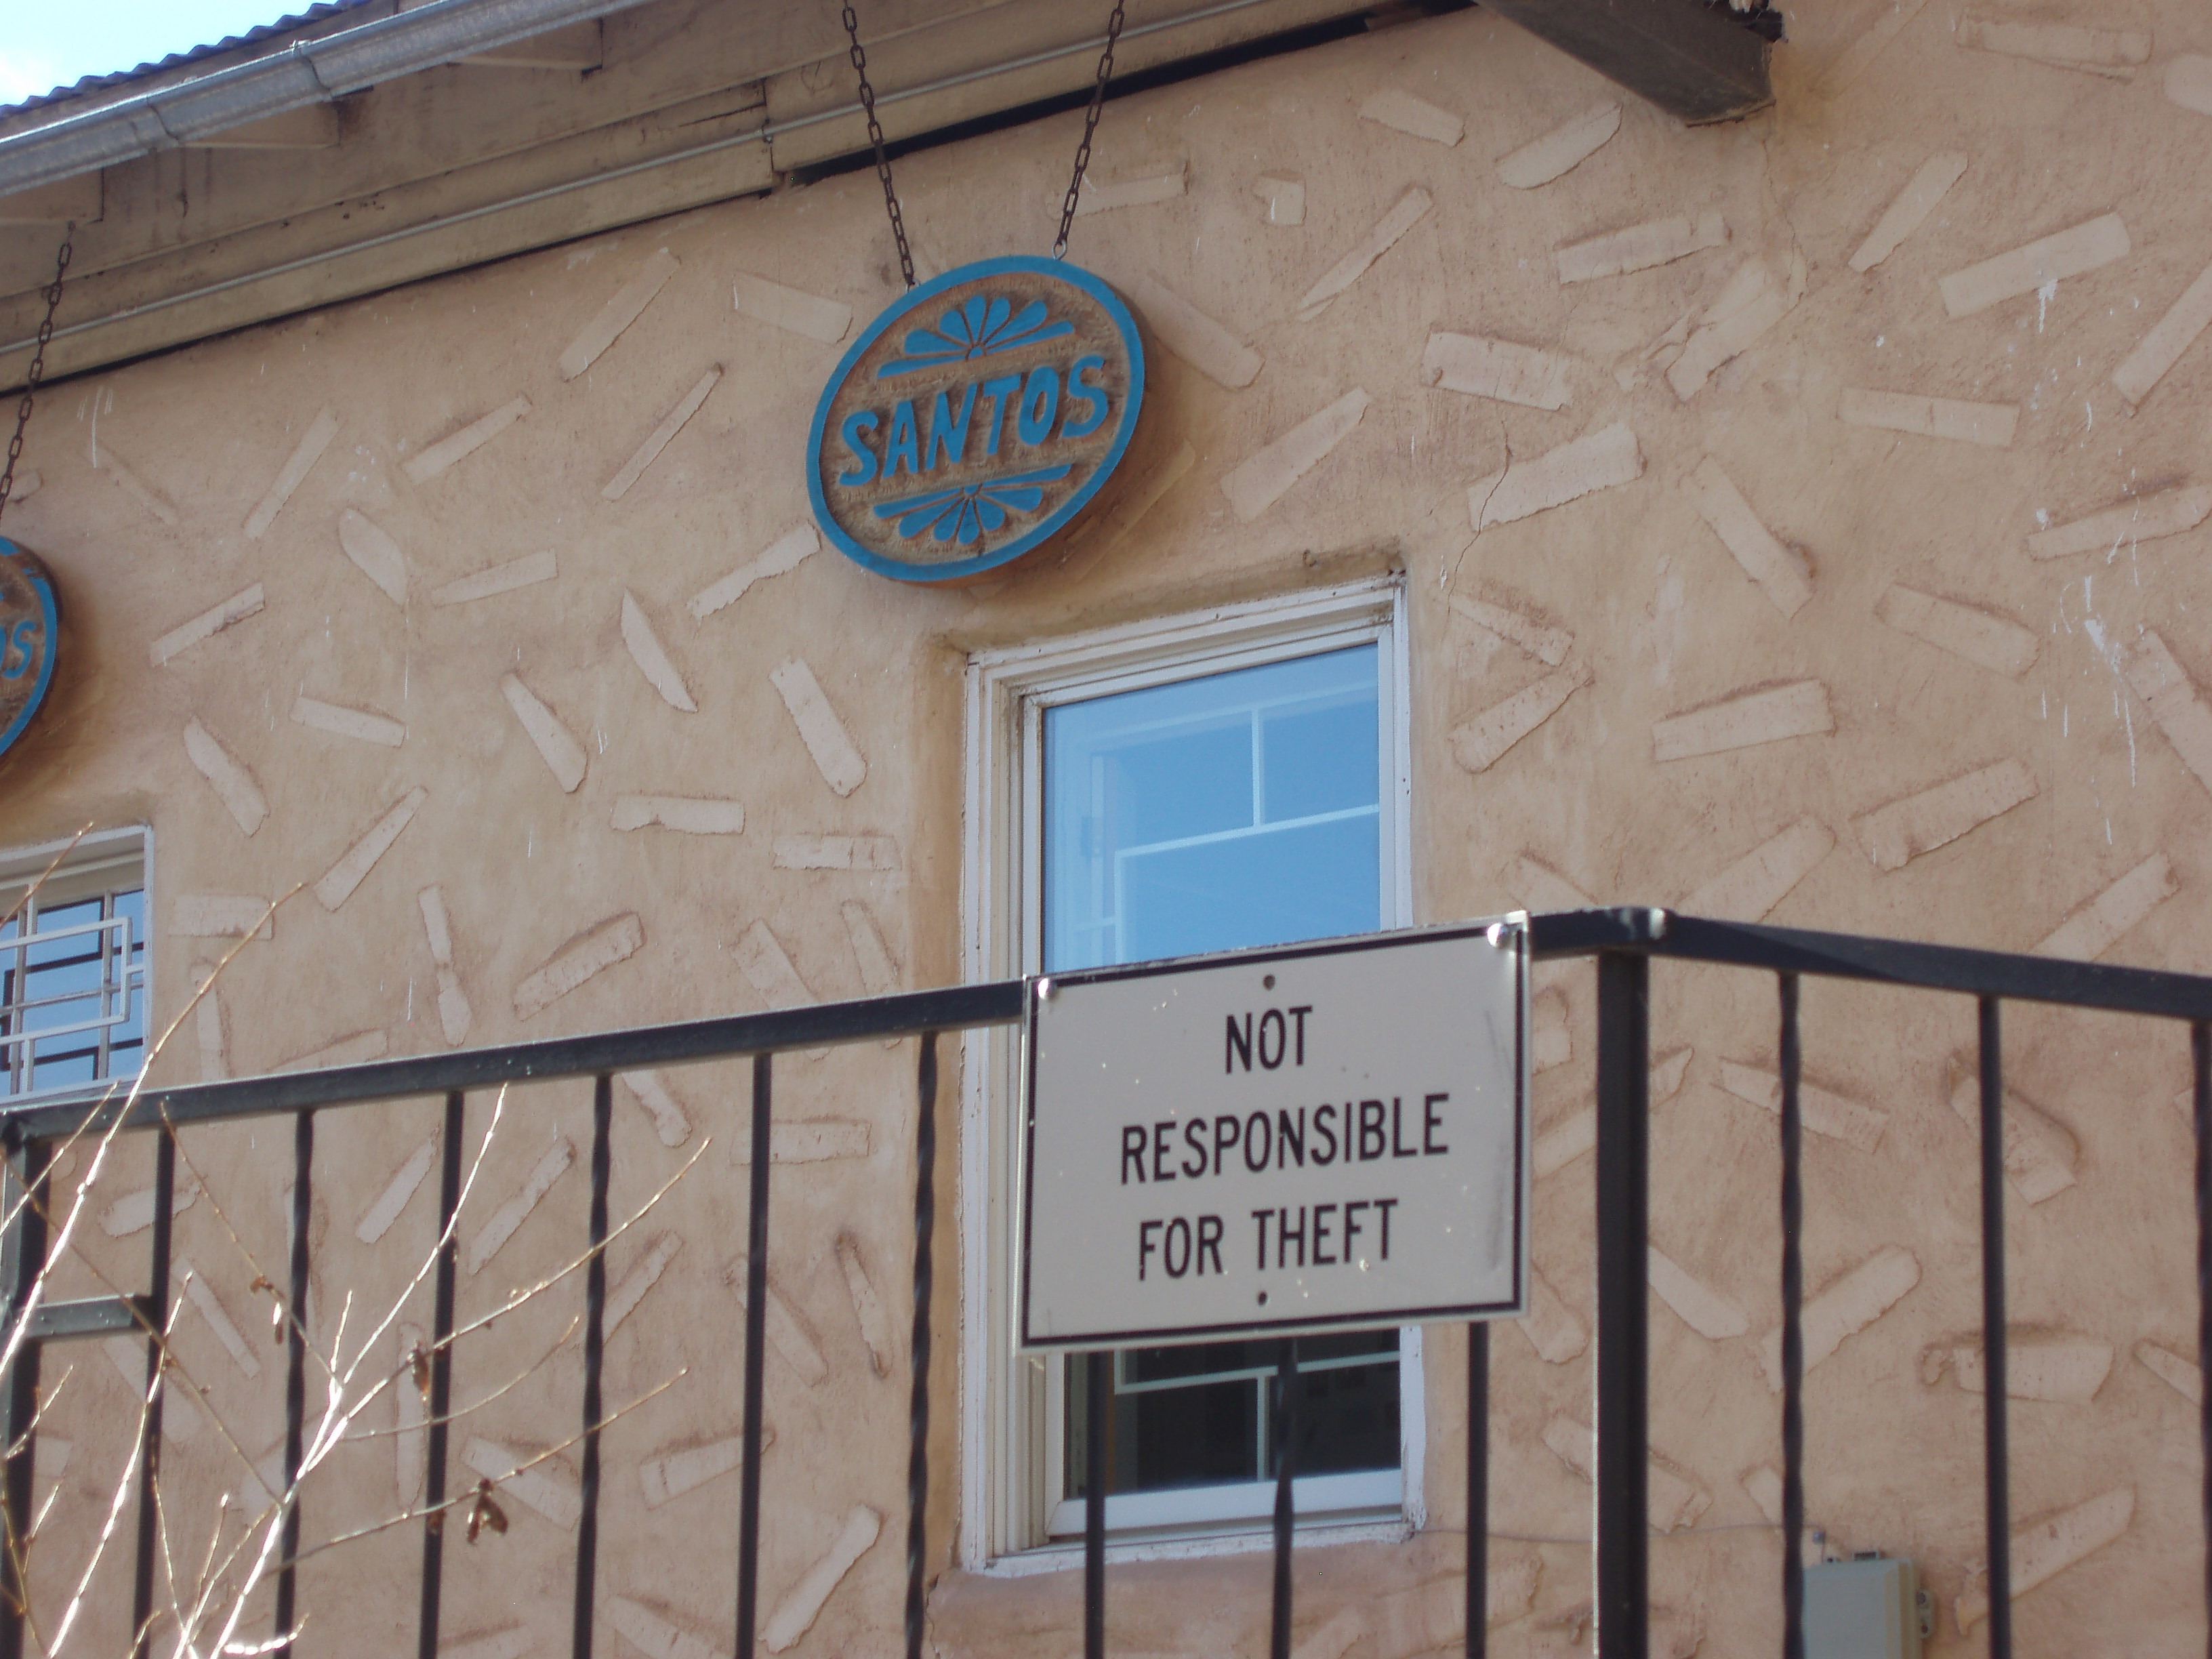 SANTOS
NOT
RESPONSIBLE
FOR THEFT